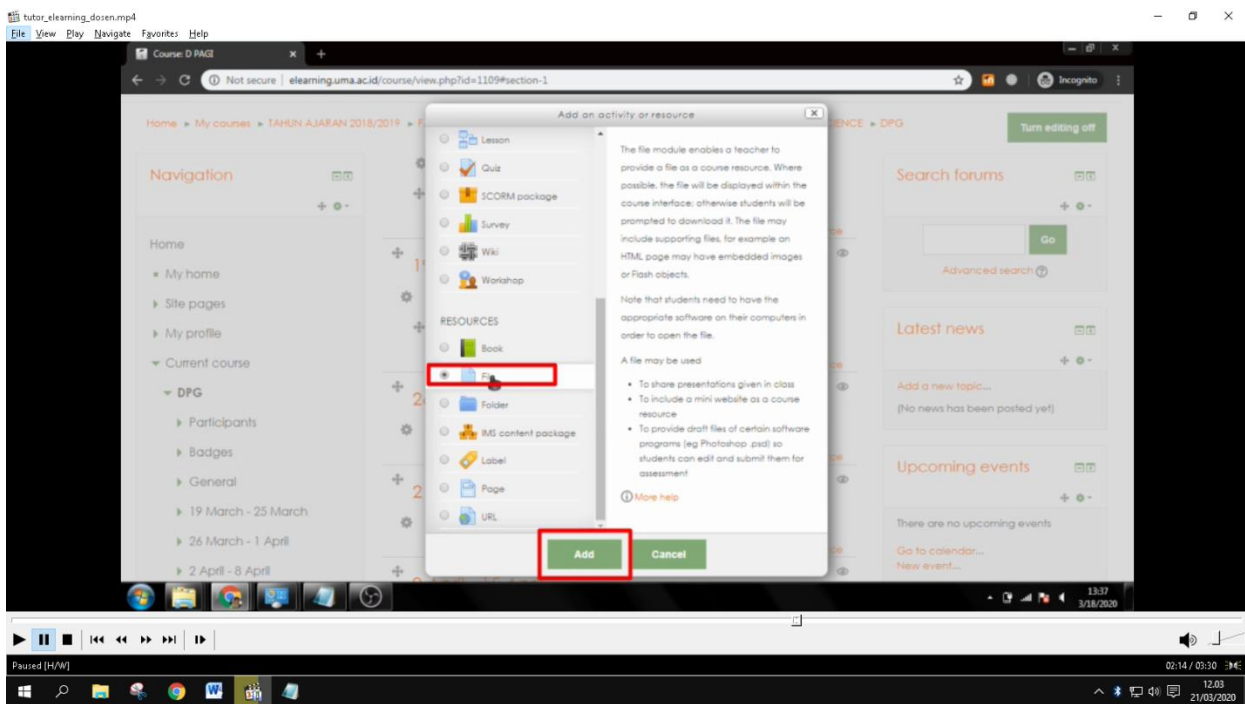 tutor_elearning_dosen.mp4
File View Play Navigate Favorites Help
Course: D PAGI
Not secure | elearning.uma.ac.id/course/view.php?id=1109#section-1
Incognito
Home ► My courses ► TAHUN AJARAN 2018/2019 ►
► DPG
Turn editing off
Add an activity or resource
Navigation
Home
My home
Site pages
My profile
Current course
DPG
Participants
Badges
General
19 March - 25 March
26 March - 1 April
2 April - 8 April
Lesson
Quiz
SCORM package
Survey
Wiki
Workshop
RESOURCES
Book
Folder
IMS content package
Label
Page
URL
The file module enables a teacher to
provide a file as a course resource. Where
possible, the file will be displayed within the
course interface; otherwise students will be
prompted to download it. The file may
include supporting files, for example an
HTML page may have embedded images
or Flash objects.
Note that students need to have the
appropriate software on their computers in
order to open the file.
A file may be used
• To share presentations given in class
• To include a mini website as a course
resource
• To provide draft files of certain software
programs (eg Photoshop .psd) so
students can edit and submit them for
assessment
More help
Add
Cancel
Search forums
Go
Advanced search
Latest news
Add a new topic...
(No news has been posted yet)
Upcoming events
There are no upcoming events
Go to calendar...
New event...
13:37
3/18/2020
Paused [H/W]
02:14 / 03:30
12.03
21/03/2020